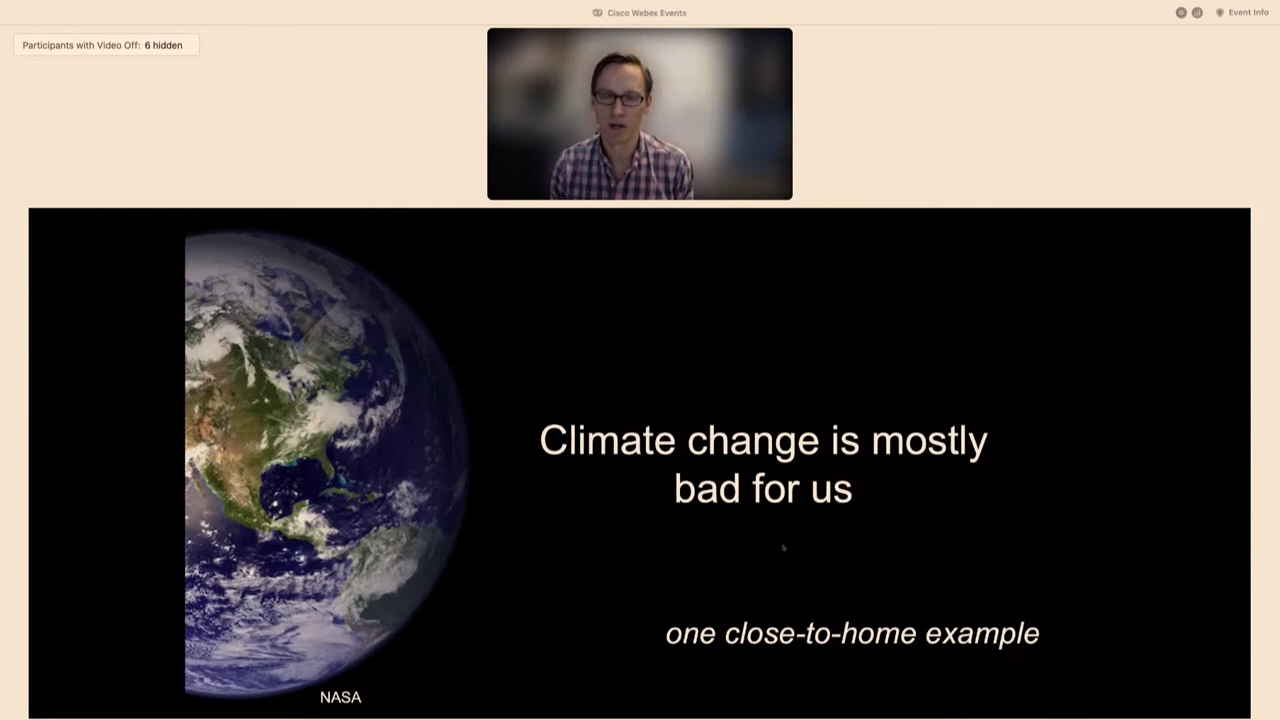 Cisco Webex Events
Event Info
Participants with Video Off: 6 hidden
Climate change is mostly
bad for us
one close-to-home example
NASA